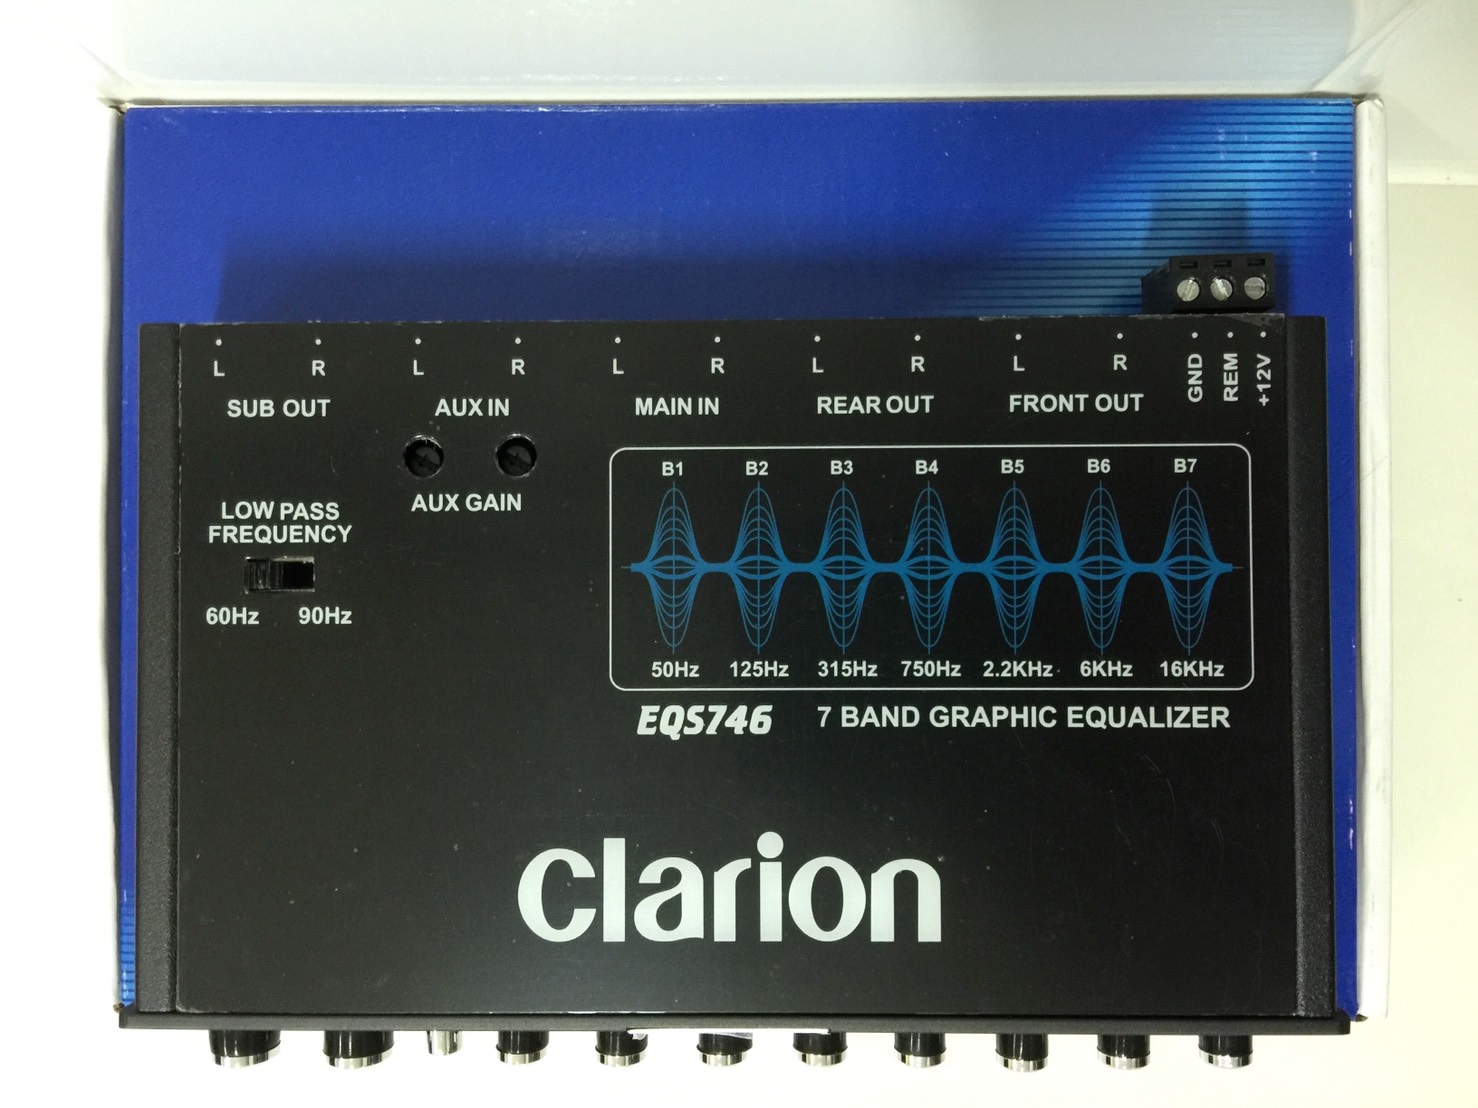 L R L R L R L R L R GND REM +12V
SUB OUT AUX IN MAIN IN REAR OUT FRONT OUT
AUX GAIN
LOW PASS
FREQUENCY
60Hz 90Hz
B1 B2 B3 B4 B5 B6 B7
50Hz 125Hz 315Hz 750Hz 2.2KHz 6KHz 16KHz
EQS746 7 BAND GRAPHIC EQUALIZER
clarion